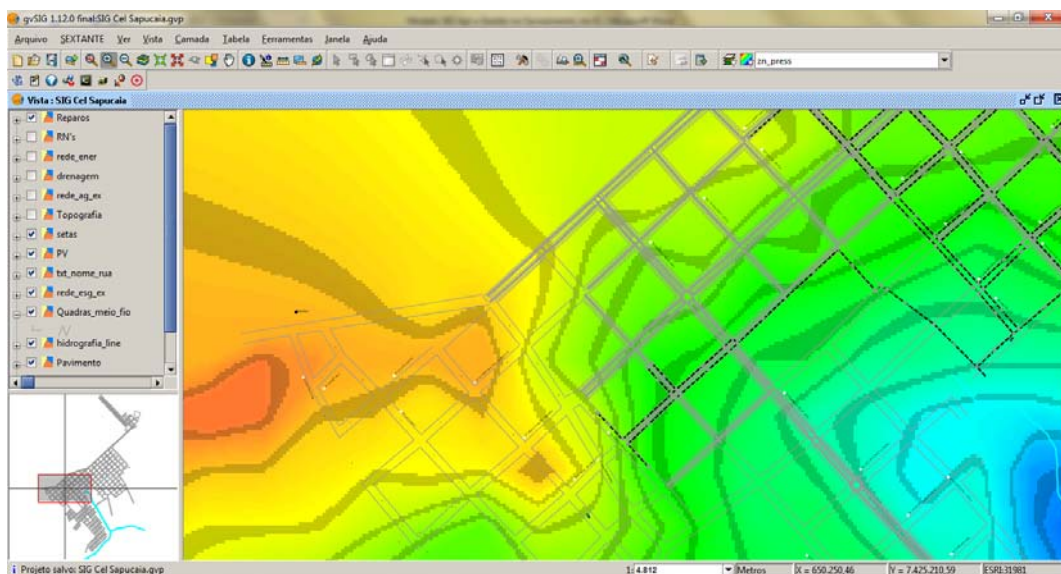 gvSIG 1.12.0 final:SIG Cel Sapucaia.gvp
Arquivo SEXTANTE Ver Vista Camada Tabela Ferramentas Janela Ajuda
zn_press
Vista : SIG Cel Sapucaia
Reparos
RN's
rede_ener
drenagem
rede_ag_ex
Topografia
setas
PV
txt_nome_rua
rede_esg_ex
Quadras_meio_fio
hidrografia_line
Pavimento
Projeto salvo: SIG Cel Sapucaia.gvp 1: 4.812 Metros X = 650.250,46 Y = 7.425.210,59 ESRI:31981